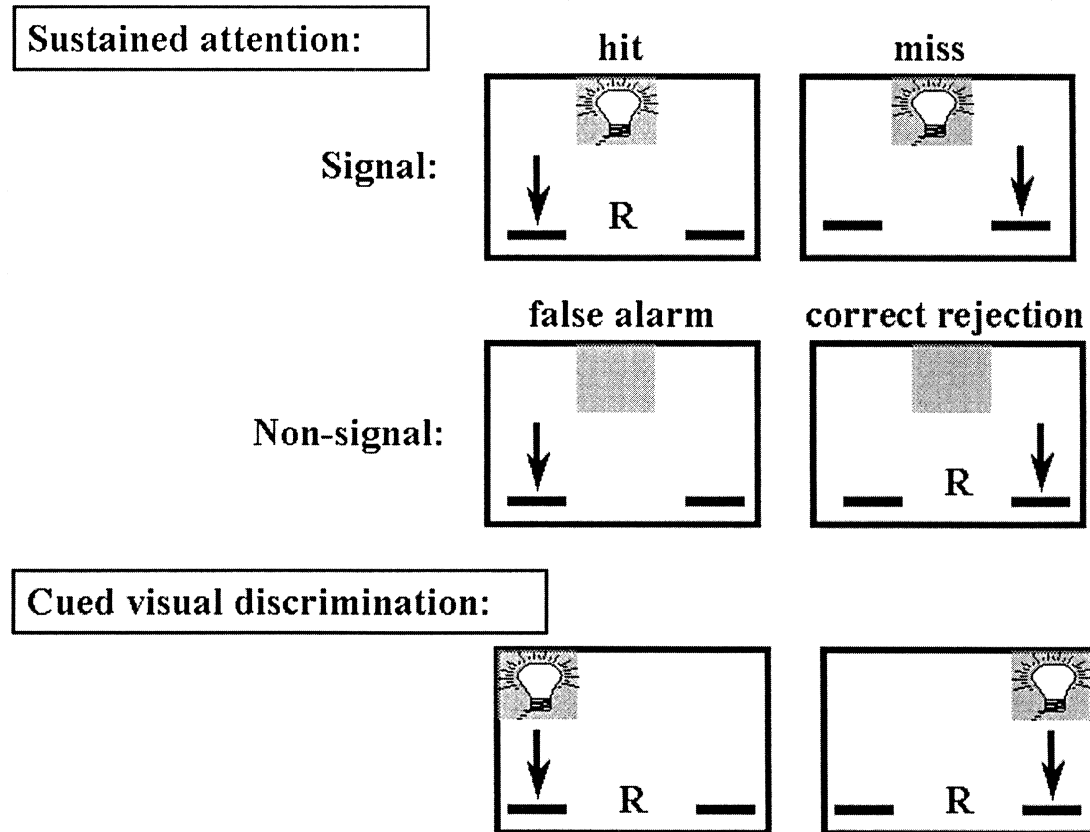 Sustained attention:
hit miss
Signal:
R
false alarm correct rejection
Non-signal:
R
Cued visual discrimination:
R R